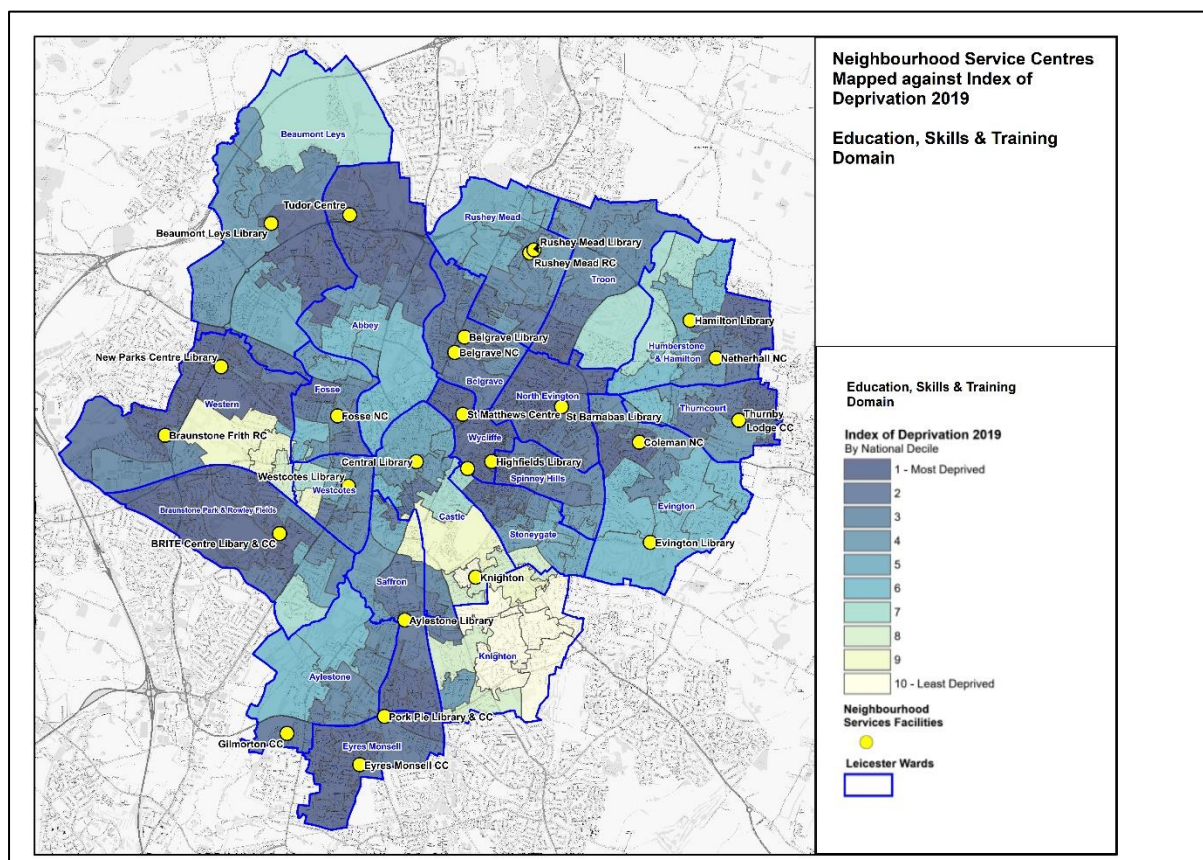 Neighbourhood Service Centres
Mapped against Index of
Deprivation 2019
Education, Skills & Training
Domain
Beaumont Leys
Tudor Centre
Beaumont Leys Library
Rushey Mead
Rushey Mead Library
Rushey Mead RC
Troon
Abbey
Hamilton Library
Belgrave Library
Humberstone
& Hamilton
Belgrave NC
Netherhall NC
New Parks Centre Library
Belgrave
Fosse
Western
North Evington
Thurncourt
Fosse NC
St Matthews Centre
St Barnabas Library
Thurnby
Lodge CC
Braunstone Frith RC
Wycliffe
Coleman NC
Central Library
Highfields Library
Westcotes Library
Spinney Hills
Westcotes
Evington
Braunstone Park & Rowley Fields
Castle
Stoneygate
BRITE Centre Libary & CC
Evington Library
Saffron
Knighton
Aylestone Library
Knighton
Aylestone
Pork Pie Library & CC
Gilmorton CC
Eyres Monsell
Eyres Monsell CC
Education, Skills & Training
Domain
Index of Deprivation 2019
By National Decile
1 - Most Deprived
2
3
4
5
6
7
8
9
10 - Least Deprived
Neighbourhood
Services Facilities
Leicester Wards